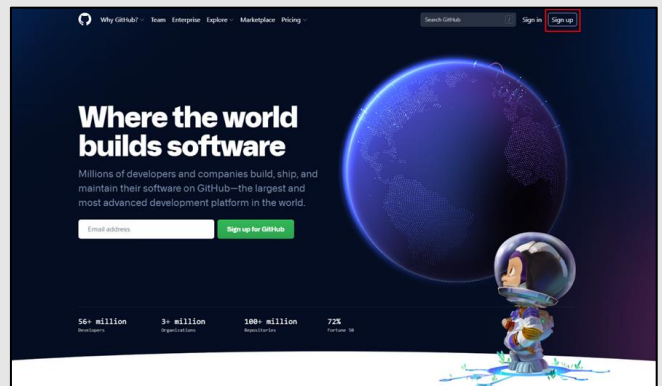 Why GitHub? Team Enterprise Explore Marketplace Pricing Search GitHub / Sign in Sign up
Where the world
builds software
Millions of developers and companies build, ship, and
maintain their software on GitHub—the largest and
most advanced development platform in the world.
Email address Sign up for GitHub
56+ million 3+ million 100+ million 72%
Developers Organizations Repositories Fortune 50